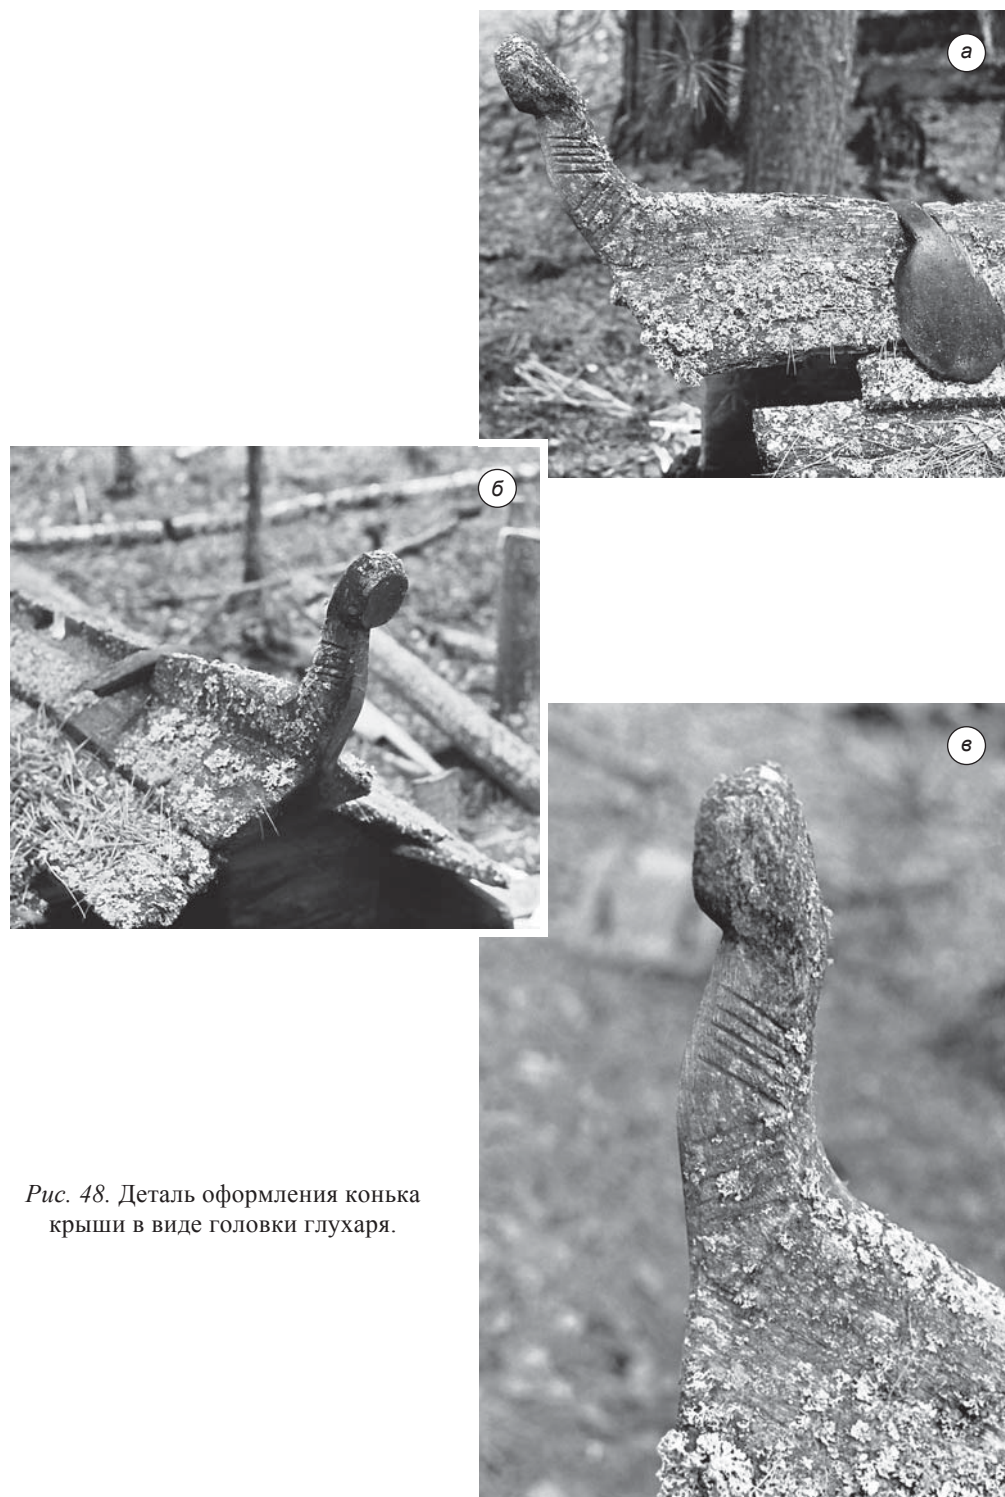 а
б
в
Рис. 48. Деталь оформления конька
крыши в виде головки глухаря.